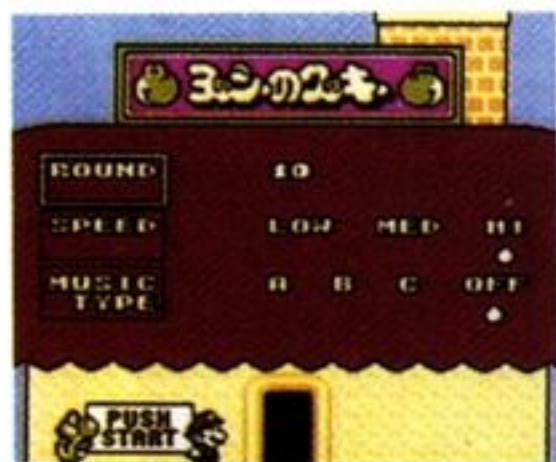 ヨッシーのクッキー
ROUND 10
SPEED LOW MED HI
MUSIC TYPE A B C OFF
PUSH
START